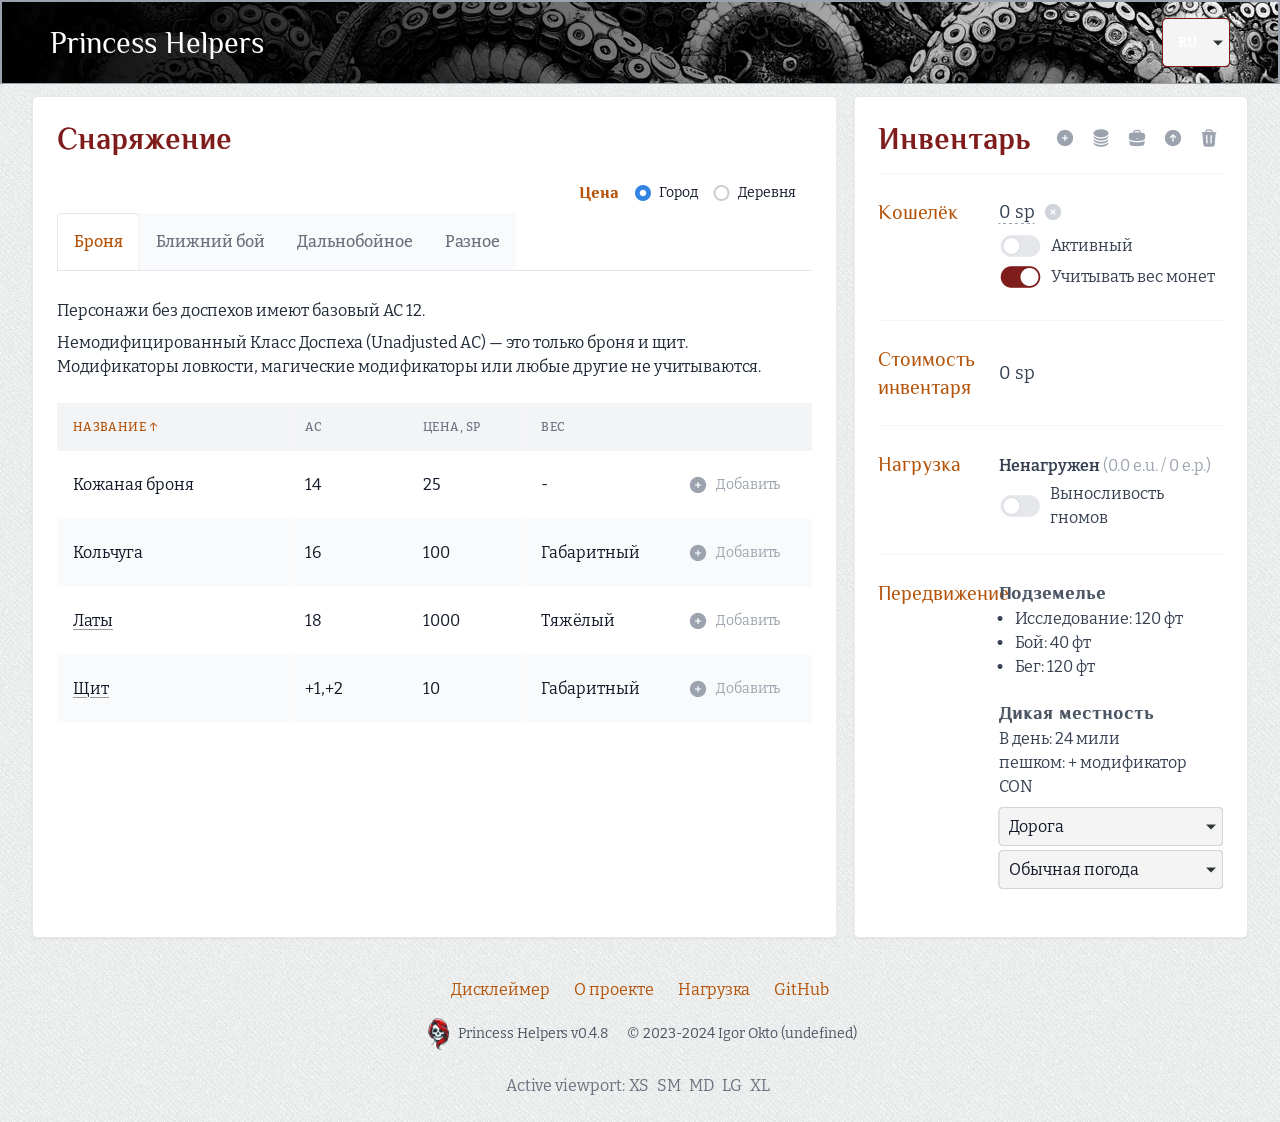 Princess Helpers
RU
Снаряжение
Цена Город Деревня
Броня Ближний бой Дальнобойное Разное
Персонажи без доспехов имеют базовый AC 12.
Немодифицированный Класс Доспеха (Unadjusted AC) — это только броня и щит.
Модификаторы ловкости, магические модификаторы или любые другие не учитываются.
НАЗВАНИЕ ↑ AC ЦЕНА, SP ВЕС
Кожаная броня 14 25 - Добавить
Кольчуга 16 100 Габаритный Добавить
Латы 18 1000 Тяжёлый Добавить
Щит +1,+2 10 Габаритный Добавить
Инвентарь
Кошелёк 0 sp
Активный
Учитывать вес монет
Стоимость
инвентаря
0 sp
Нагрузка Ненагружен (0.0 e.u. / 0 e.p.)
Выносливость
гномов
Передвижение Подземелье
Исследование: 120 фт
Бой: 40 фт
Бег: 120 фт
Дикая местность
В день: 24 мили
пешком: + модификатор
CON
Дорога
Обычная погода
Дисклеймер О проекте Нагрузка GitHub
Princess Helpers v0.4.8 © 2023-2024 Igor Okto (undefined)
Active viewport: XS SM MD LG XL